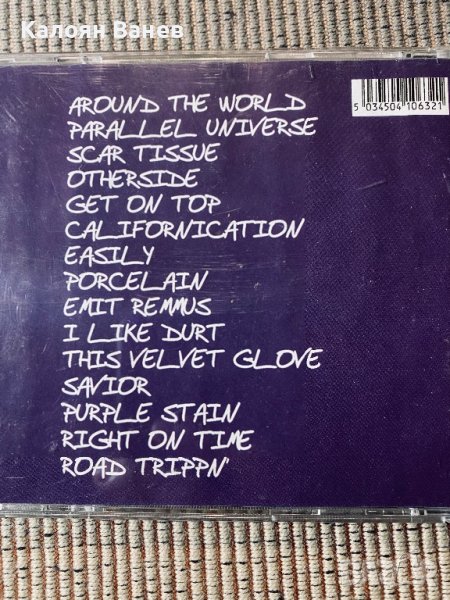 Калоян Ванев
AROUND THE WORLD
PARALLEL UNIVERSE
SCAR TISSUE
OTHERSIDE
GET ON TOP
CALIFORNICATION
EASILY
PORCELAIN
EMIT REMMUS
I LIKE DURT
THIS VELVET GLOVE
SAVIOR
PURPLE STAIN
RIGHT ON TIME
ROAD TRIPPN'
5 034504 106321